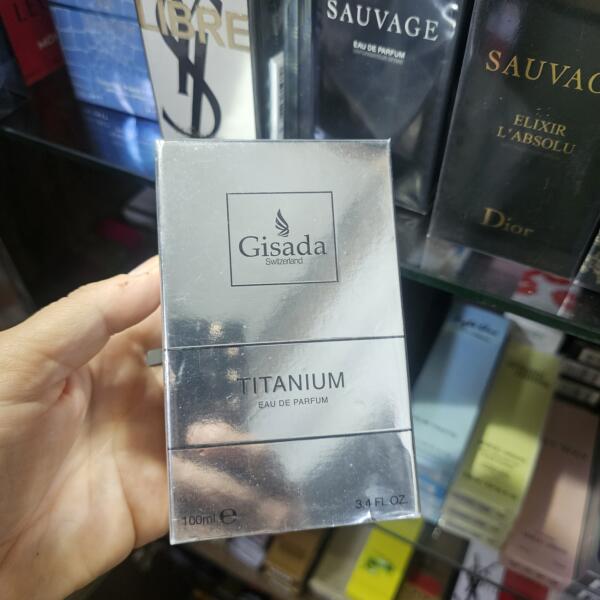 LIBRE
SAUVAGE
EAU DE PARFUM
SAUVAG
ELIXIR
L'ABSOLU
Dior
Gisada
Switzerland
TITANIUM
EAU DE PARFUM
100ml ℮
3.4 FL OZ.